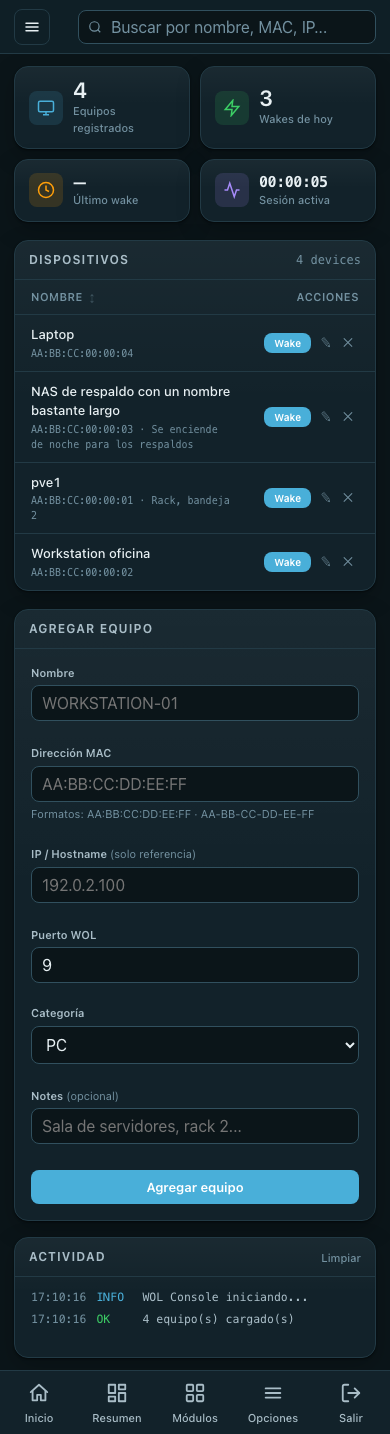 Buscar por nombre, MAC, IP...
4
Equipos
registrados
3
Wakes de hoy
—
Último wake
00:00:05
Sesión activa
DISPOSITIVOS
4 devices
NOMBRE ↕
ACCIONES
Laptop
AA:BB:CC:00:00:04
Wake
NAS de respaldo con un nombre
bastante largo
AA:BB:CC:00:00:03 · Se enciende
de noche para los respaldos
Wake
pve1
AA:BB:CC:00:00:01 · Rack, bandeja
2
Wake
Workstation oficina
AA:BB:CC:00:00:02
Wake
AGREGAR EQUIPO
Nombre
WORKSTATION-01
Dirección MAC
AA:BB:CC:DD:EE:FF
Formatos: AA:BB:CC:DD:EE:FF · AA-BB-CC-DD-EE-FF
IP / Hostname (solo referencia)
192.0.2.100
Puerto WOL
9
Categoría
PC
Notes (opcional)
Sala de servidores, rack 2...
Agregar equipo
ACTIVIDAD
Limpiar
17:10:16 INFO WOL Console iniciando...
17:10:16 OK 4 equipo(s) cargado(s)
Inicio
Resumen
Módulos
Opciones
Salir